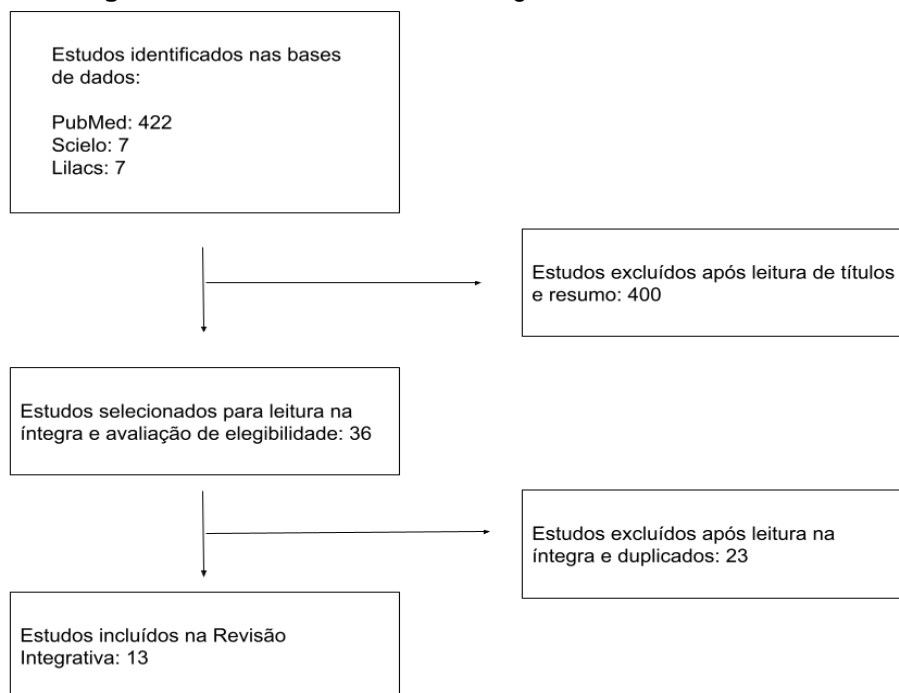 Estudos identificados nas bases
de dados:
PubMed: 422
Scielo: 7
Lilacs: 7
Estudos excluídos após leitura de títulos
e resumo: 400
Estudos selecionados para leitura na
íntegra e avaliação de elegibilidade: 36
Estudos excluídos após leitura na
íntegra e duplicados: 23
Estudos incluídos na Revisão
Integrativa: 13